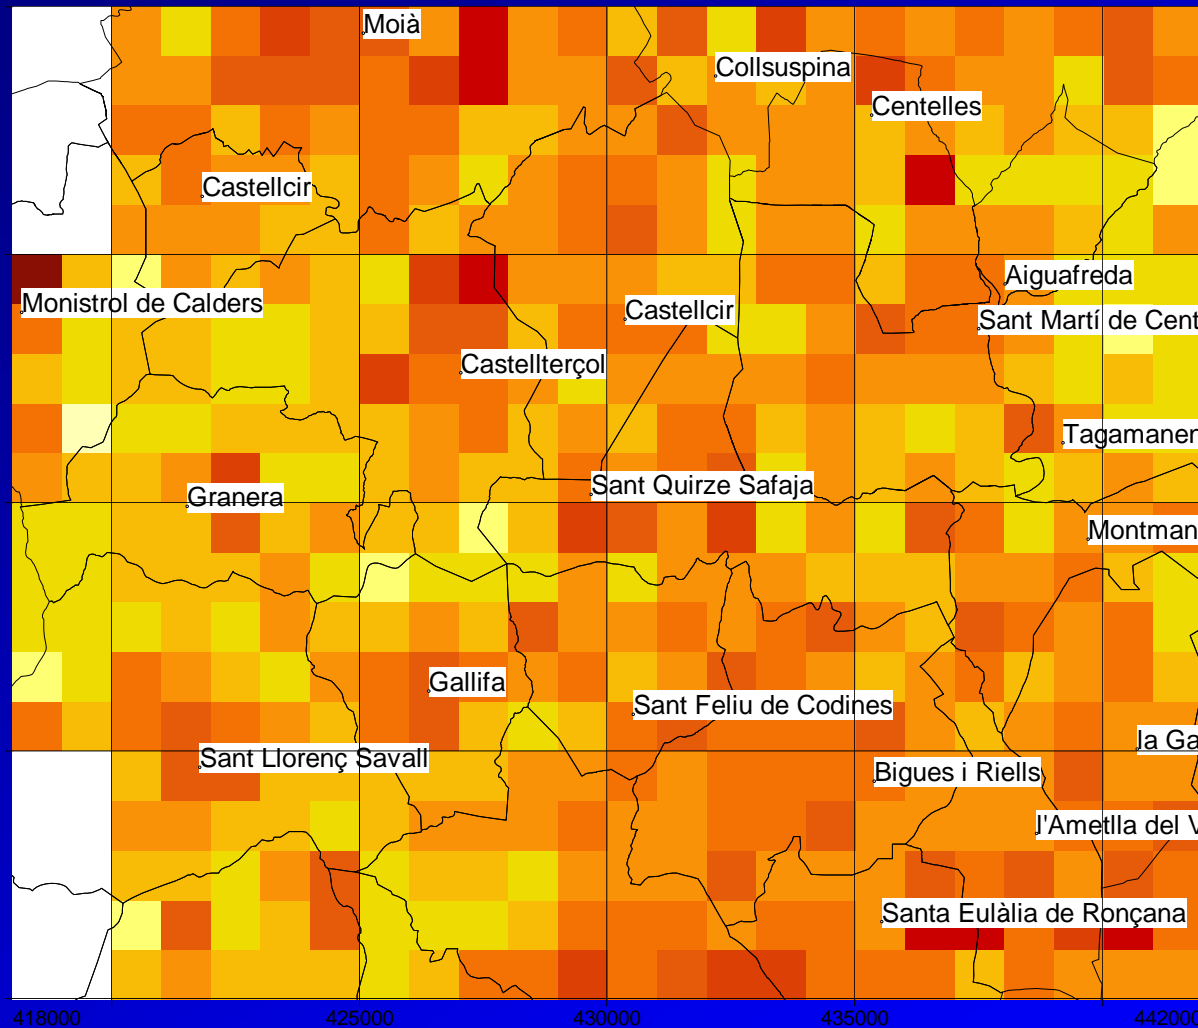 Moià
Collsuspina
Centelles
Castellcir
Aiguafreda
Monistrol de Calders
Castellcir
Sant Martí de Cent
Castellterçol
Tagamanen
Sant Quirze Safaja
Granera
Montman
Gallifa
Sant Feliu de Codines
la Ga
Sant Llorenç Savall
Bigues i Riells
l'Ametlla del V
Santa Eulàlia de Ronçana
418000 425000 430000 435000 442000